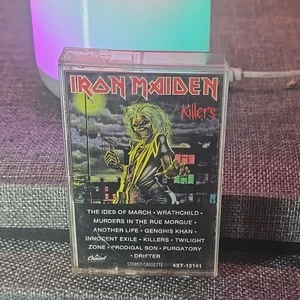 IRON MAIDEN
Killers
THE IDES OF MARCH • WRATHCHILD •
MURDERS IN THE RUE MORGUE •
ANOTHER LIFE • GENGHIS KHAN •
INNOCENT EXILE • KILLERS • TWILIGHT
ZONE • PRODIGAL SON • PURGATORY
• DRIFTER
Capitol
STEREO CASSETTE
4XT-12141